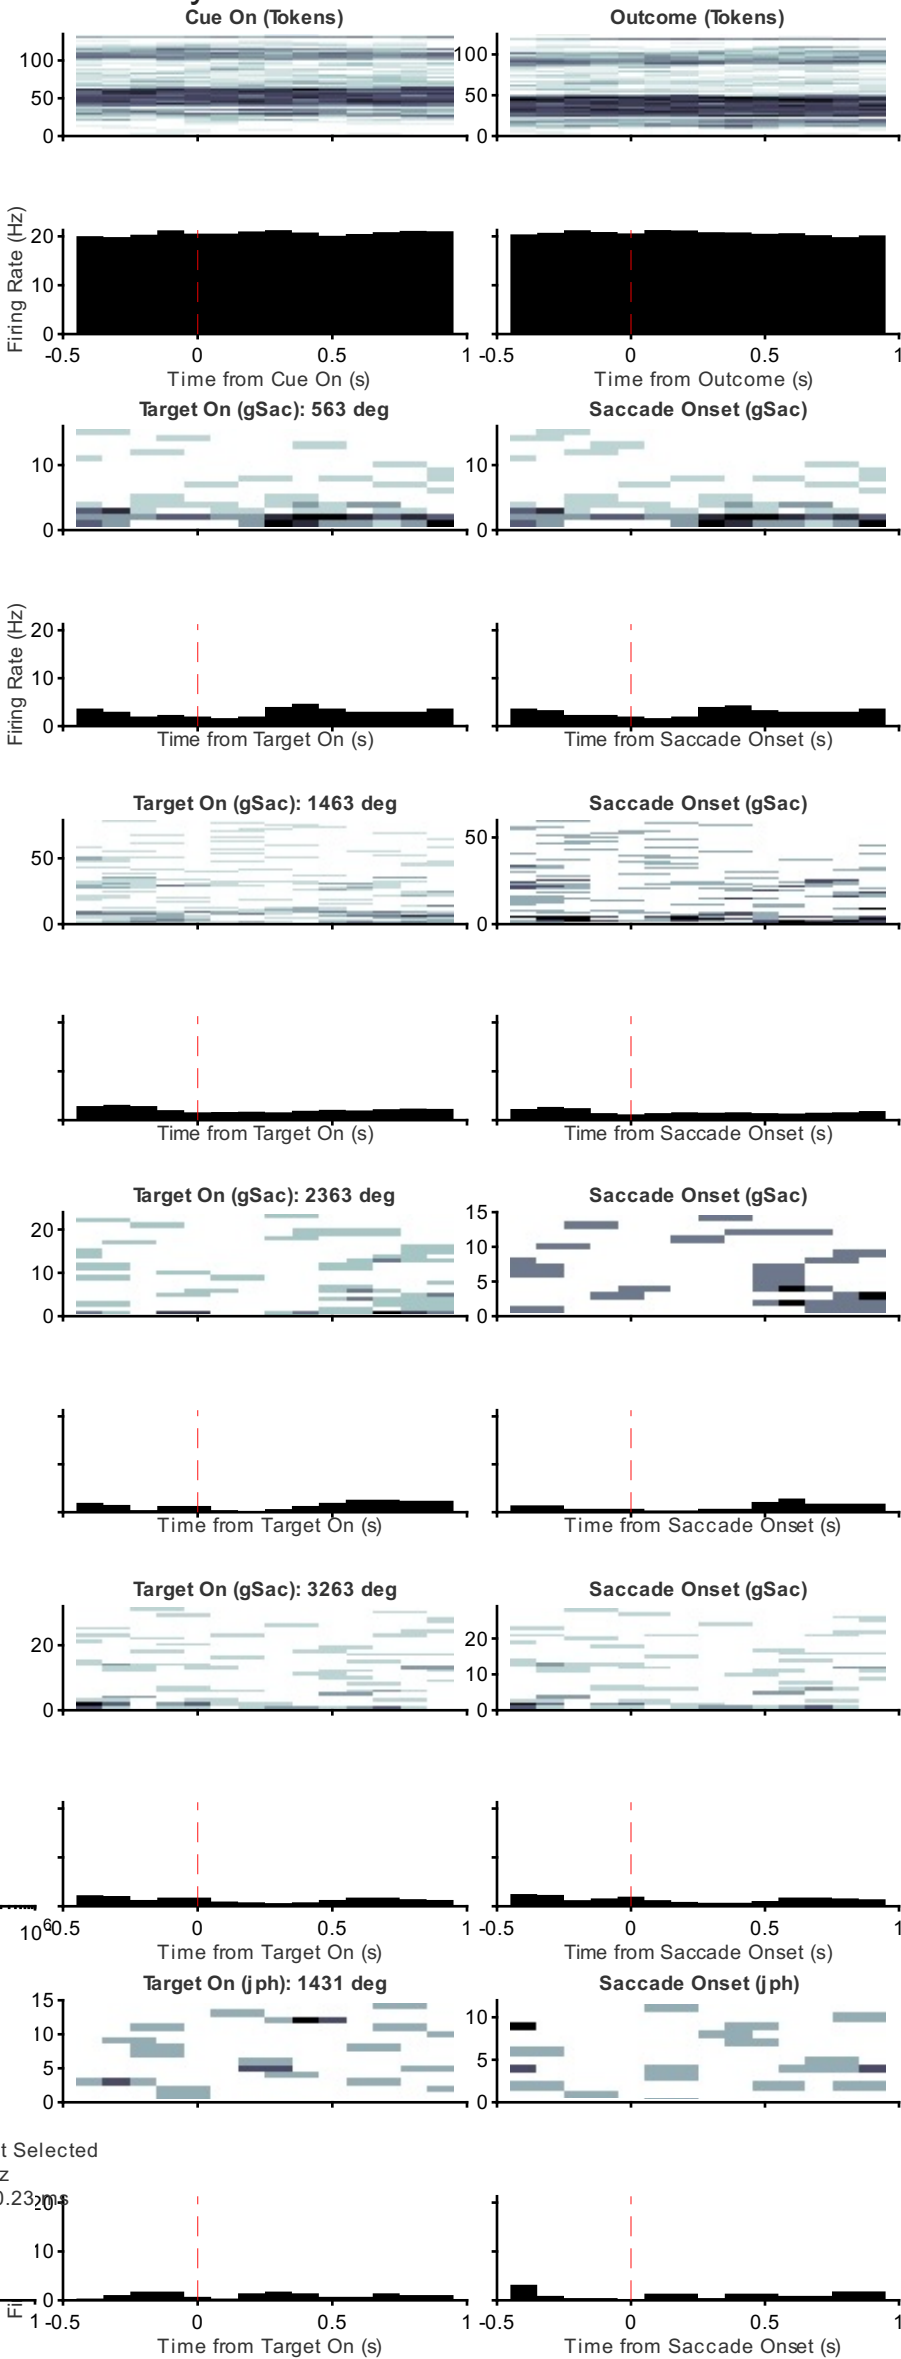 Cue On (Tokens)
Outcome (Tokens)
100
50
0
100
50
0
Firing Rate (Hz)
20
10
0
-0.5 0 0.5 1
-0.5 0 0.5 1
Time from Cue On (s)
Time from Outcome (s)
Target On (gSac): 563 deg
Saccade Onset (gSac)
10
0
10
0
Firing Rate (Hz)
20
10
0
Time from Target On (s)
Time from Saccade Onset (s)
Target On (gSac): 1463 deg
Saccade Onset (gSac)
50
0
50
0
Time from Target On (s)
Time from Saccade Onset (s)
Target On (gSac): 2363 deg
Saccade Onset (gSac)
20
10
0
15
10
5
0
Time from Target On (s)
Time from Saccade Onset (s)
Target On (gSac): 3263 deg
Saccade Onset (gSac)
20
0
20
10
0
10^6
-0.5 0 0.5 1
-0.5 0 0.5 1
Time from Target On (s)
Time from Saccade Onset (s)
Target On (jph): 1431 deg
Saccade Onset (jph)
15
10
5
0
10
5
0
t Selected
z
0.23 ms
20
10
0
Fi
1
-0.5 0 0.5 1
-0.5 0 0.5 1
Time from Target On (s)
Time from Saccade Onset (s)